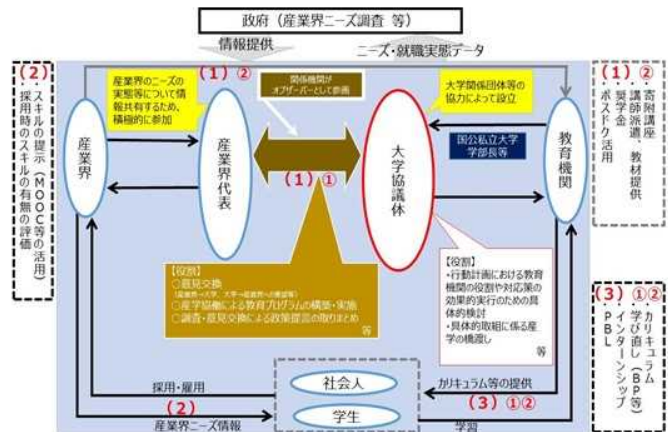 政府（産業界ニーズ調査 等）
情報提供
ニーズ・就職実態データ
（２）
・スキルの提示（MOOC等の活用）
・採用時のスキルの有無の評価
産業界のニーズの
実態等について情
報共有するため、
積極的に参加
（１）②
関係機関が
オブザーバーとして参画
大学関係団体等の
協力によって設立
（１）②
・寄附講座
・講師派遣、教材提供
・奨学金
・ポスドク活用
産業界
産業界代表
（１）①
大学協議体
国公私立大学
学部長等
教育機関
【役割】
○意見交換
○産学協働による教育プログラムの構築・実施
○調査・意見交換による政策提言の取りまとめ
等
【役割】
・行動計画における教育
機関の役割や対応策の
効果的実行のための具
体的検討
・具体的取組に係る産
学の橋渡し
等
（３）①②
・カリキュラム
・学び直し（BP等）
・インターンシップ
・PBL
採用・雇用
（２）
産業界ニーズ情報
社会人
学生
カリキュラム等の提供
（３）①②
学習